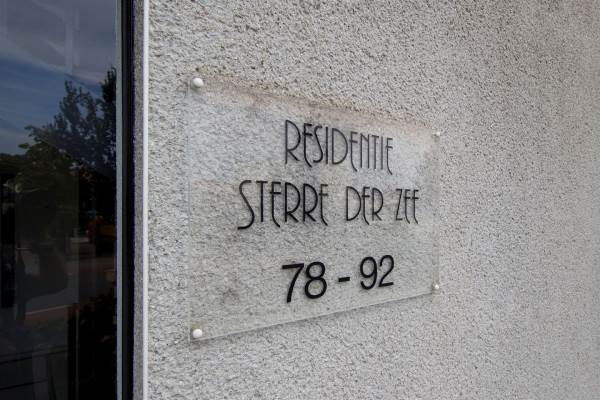 RESIDENTIE
STERRE DER ZEE
78 - 92